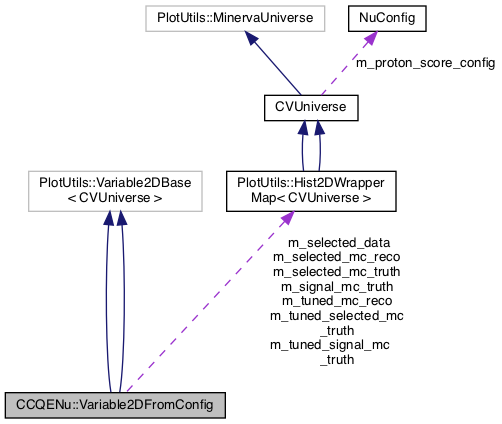 PlotUtils::MinervaUniverse
NuConfig
m_proton_score_config
CVUniverse
PlotUtils::Variable2DBase
< CVUniverse >
PlotUtils::Hist2DWrapper
Map< CVUniverse >
m_selected_data
m_selected_mc_reco
m_selected_mc_truth
m_signal_mc_truth
m_tuned_mc_reco
m_tuned_selected_mc
_truth
m_tuned_signal_mc
_truth
CCQENu::Variable2DFromConfig